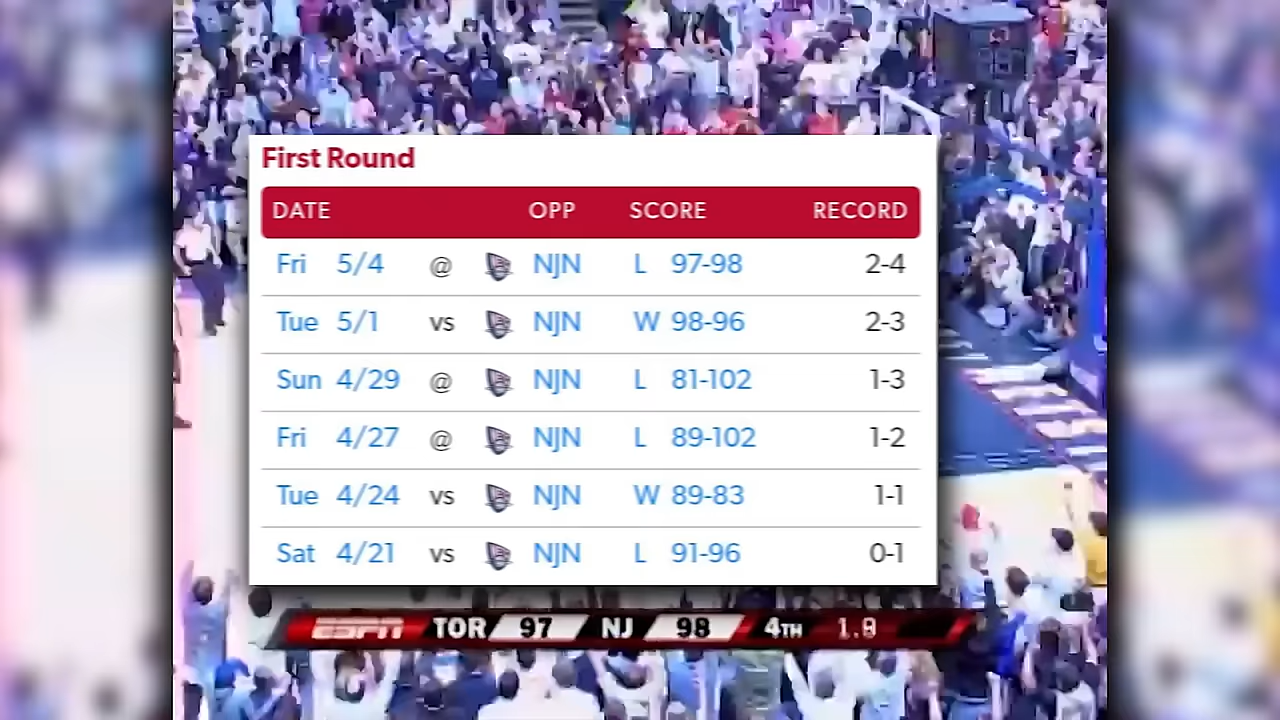 First Round
DATE OPP SCORE RECORD
Fri 5/4 @ NJN L 97-98 2-4
Tue 5/1 vs NJN W 98-96 2-3
Sun 4/29 @ NJN L 81-102 1-3
Fri 4/27 @ NJN L 89-102 1-2
Tue 4/24 vs NJN W 89-83 1-1
Sat 4/21 vs NJN L 91-96 0-1
ESPN TOR 97 NJ 98 4TH 1.8